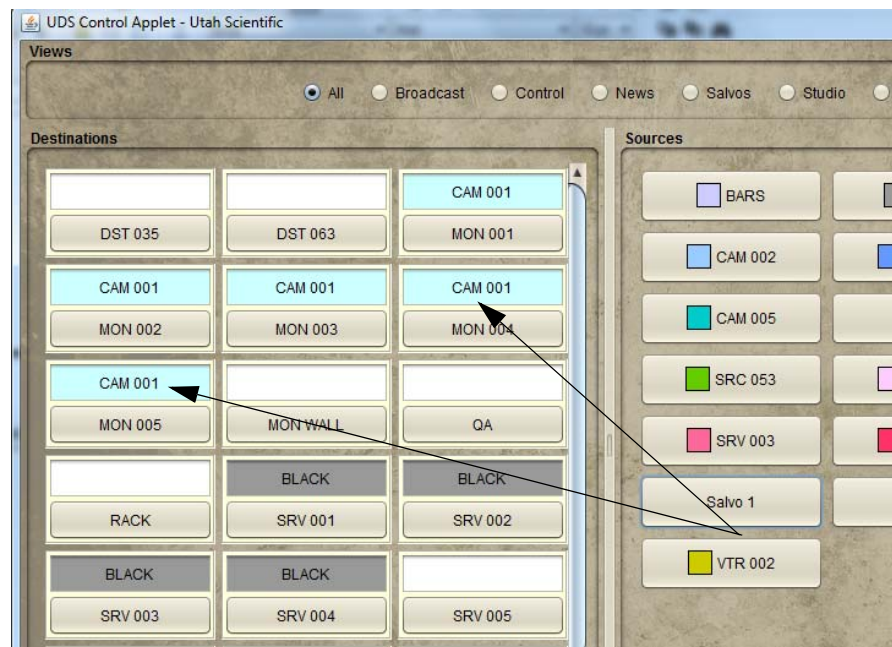 UDS Control Applet - Utah Scientific
Views
All Broadcast Control News Salvos Studio
Destinations
Sources
CAM 001
DST 035 DST 063 MON 001
CAM 001 CAM 001 CAM 001
MON 002 MON 003 MON 004
CAM 001
MON 005 MON WALL QA
BLACK BLACK
RACK SRV 001 SRV 002
BLACK BLACK
SRV 003 SRV 004 SRV 005
BARS
CAM 002
CAM 005
SRC 053
SRV 003
Salvo 1
VTR 002